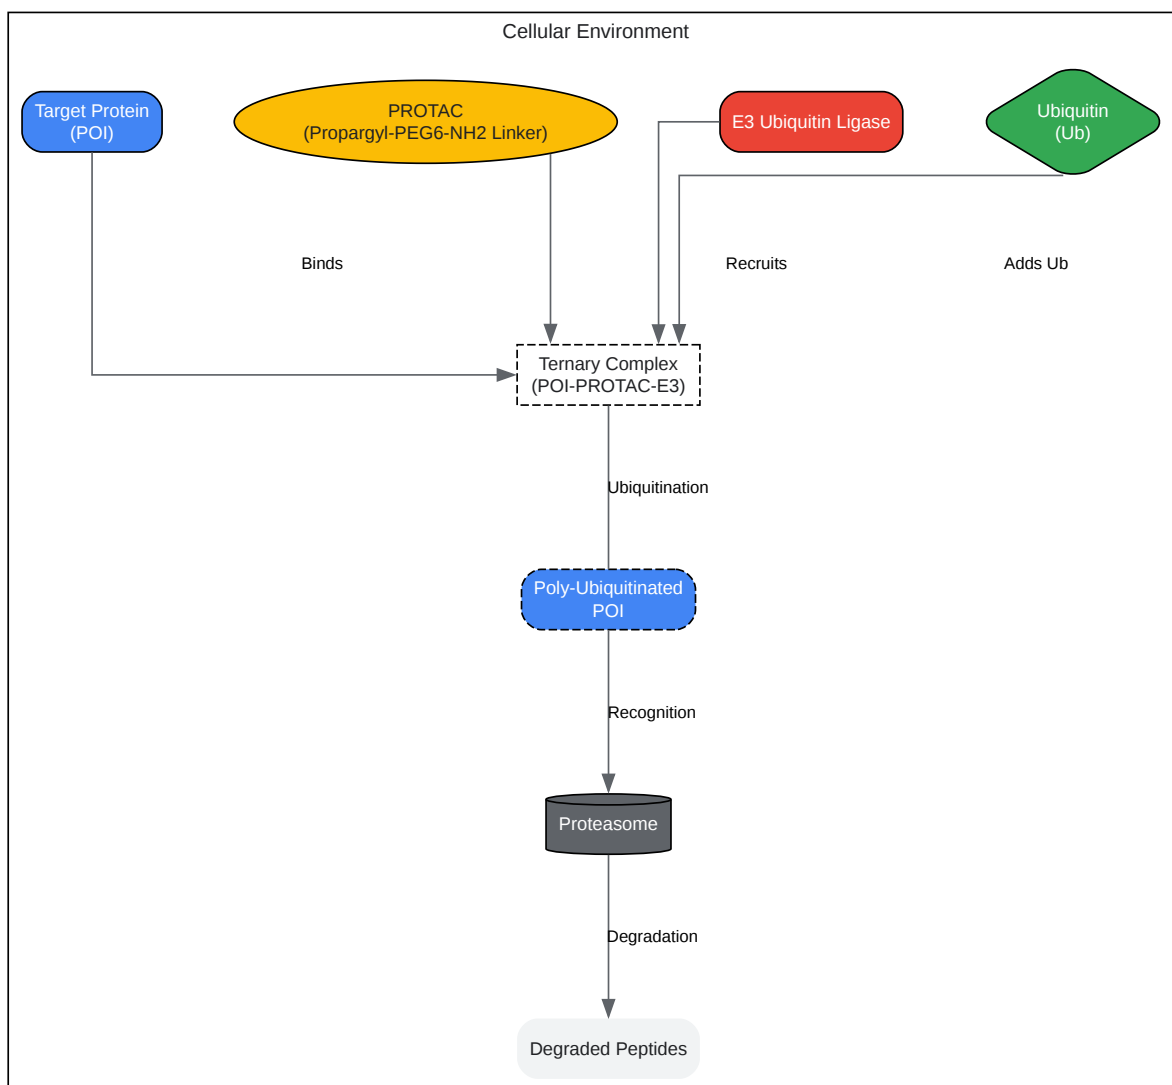 Cellular Environment
Target Protein
(POI)
PROTAC
(Propargyl-PEG6-NH2 Linker)
E3 Ubiquitin Ligase
Ubiquitin
(Ub)
Binds
Recruits
Adds Ub
Ternary Complex
(POI-PROTAC-E3)
Ubiquitination
Poly-Ubiquitinated
POI
Recognition
Proteasome
Degradation
Degraded Peptides